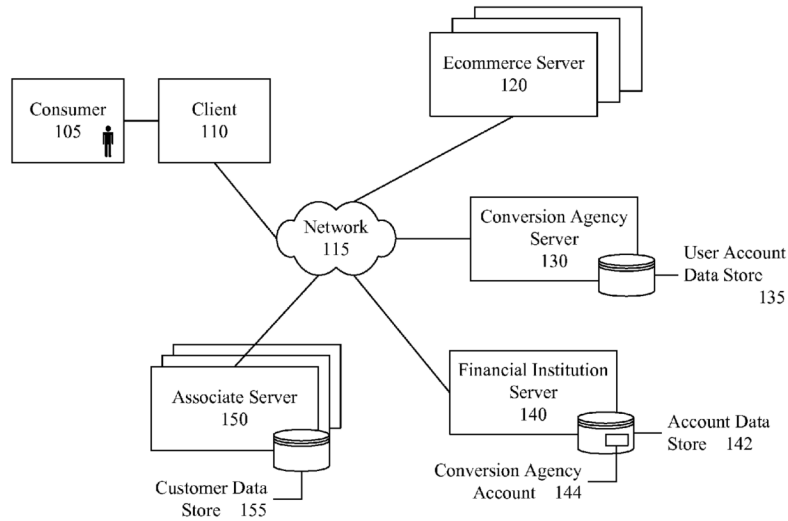 Ecommerce Server
120
Consumer
105
Client
110
Network
115
Conversion Agency
Server
130
User Account
Data Store
135
Associate Server
150
Customer Data
Store 155
Financial Institution
Server
140
Account Data
Store 142
Conversion Agency
Account 144